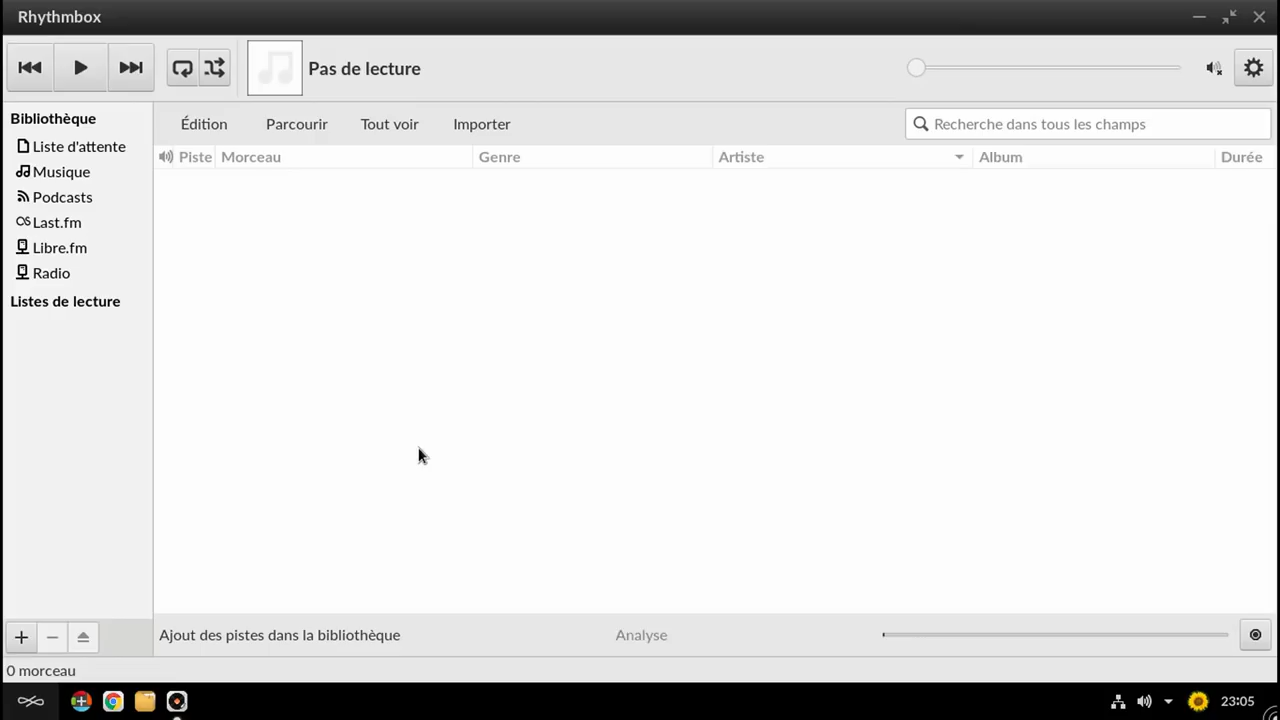 Rhythmbox
Pas de lecture
Bibliothèque
Liste d'attente
Musique
Podcasts
Last.fm
Libre.fm
Radio
Listes de lecture
Édition Parcourir Tout voir Importer Recherche dans tous les champs
Piste Morceau Genre Artiste Album Durée
Ajout des pistes dans la bibliothèque Analyse
0 morceau
23:05